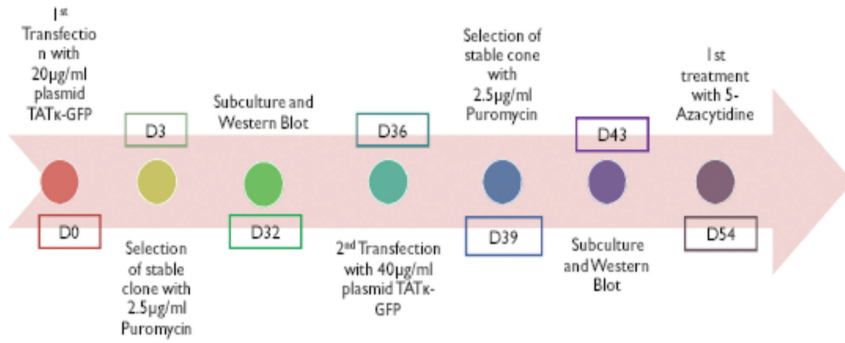 1st
Transfectio
n with
20µg/ml
plasmid
TATκ-GFP
D0
D3
Selection
of stable
clone with
2.5µg/ml
Puromycin
Subculture and
Western Blot
D32
D36
2nd Transfection
with 40µg/ml
plasmid TATκ-
GFP
Selection of
stable cone
with
2.5µg/ml
Puromycin
D39
D43
Subculture
and Western
Blot
1st
treatment
with 5-
Azacytidine
D54